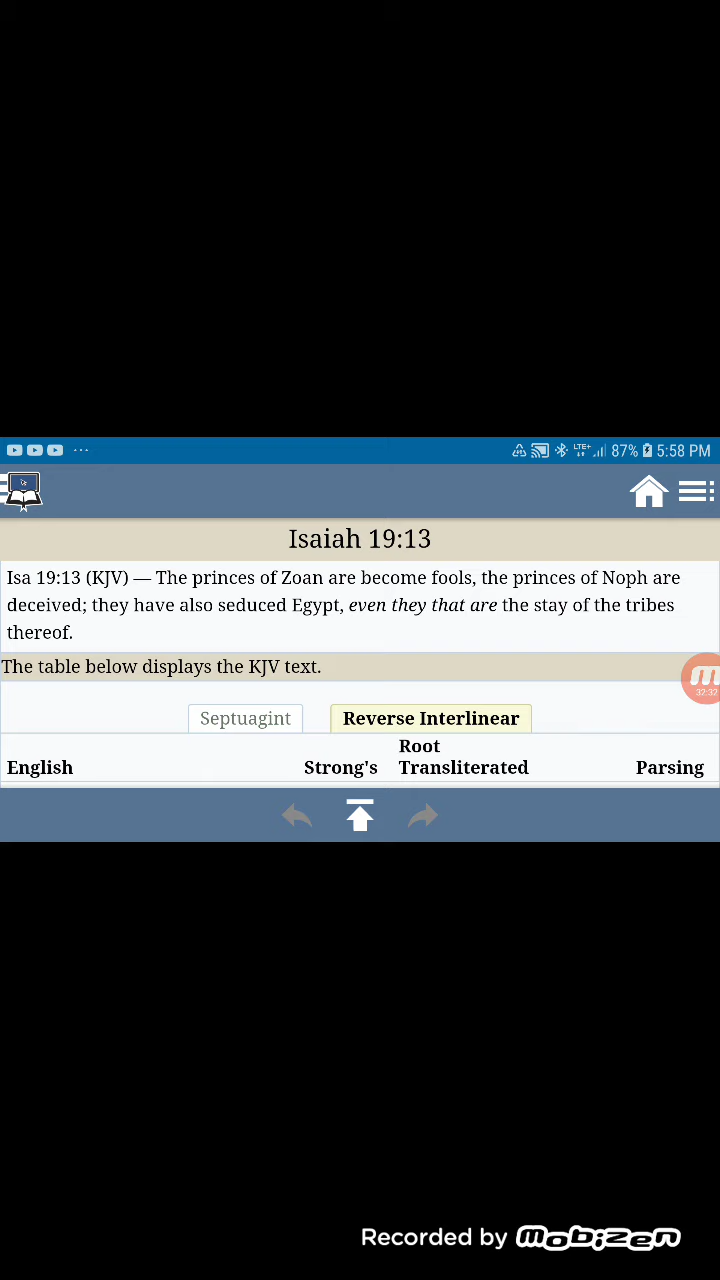 ... LTE+ 87% 5:58 PM
Isaiah 19:13
Isa 19:13 (KJV) — The princes of Zoan are become fools, the princes of Noph are
deceived; they have also seduced Egypt, even they that are the stay of the tribes
thereof.
The table below displays the KJV text.
32:32
Septuagint Reverse Interlinear
Root
English Strong's Transliterated Parsing
Recorded by mobizen